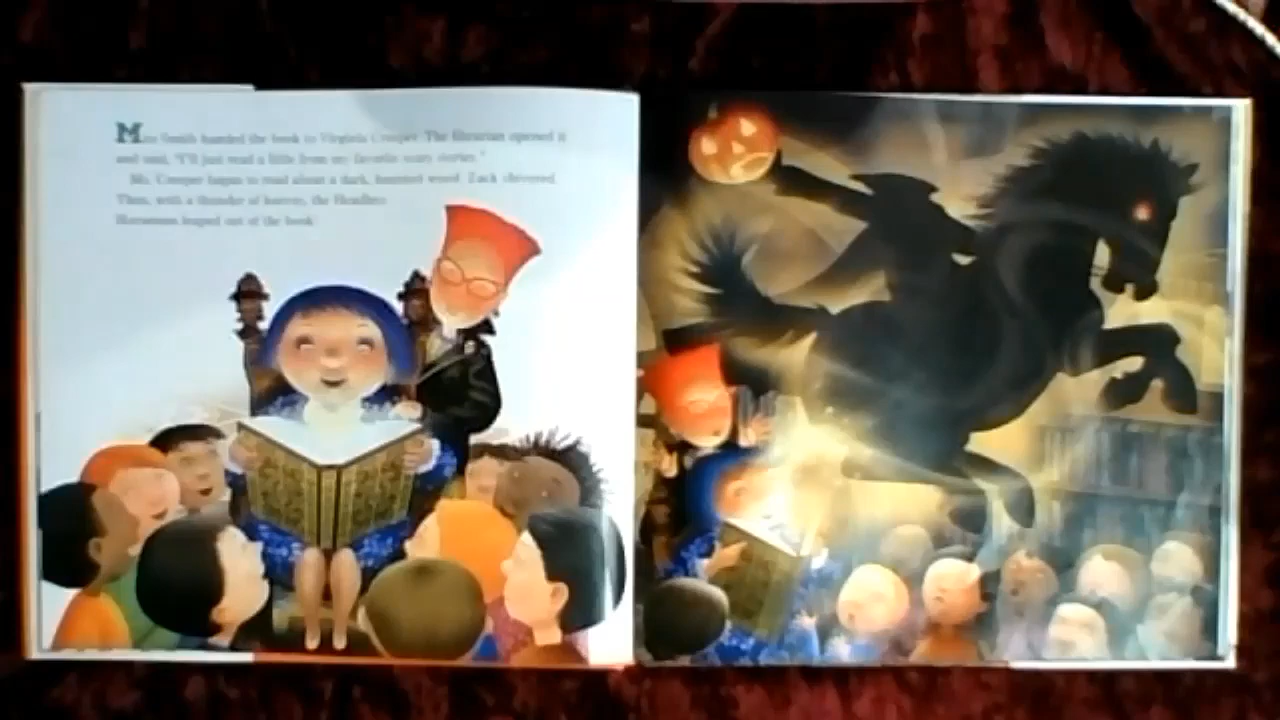 Miss Smith handed the book to Virginia Cooper. The librarian opened it
and said, "I'll just read a little from my favorite scary stories."
Ms. Cooper began to read about a dark, haunted wood. Zack shivered.
Then, with a thunder of hooves, the Headless
Horseman leaped out of the book.